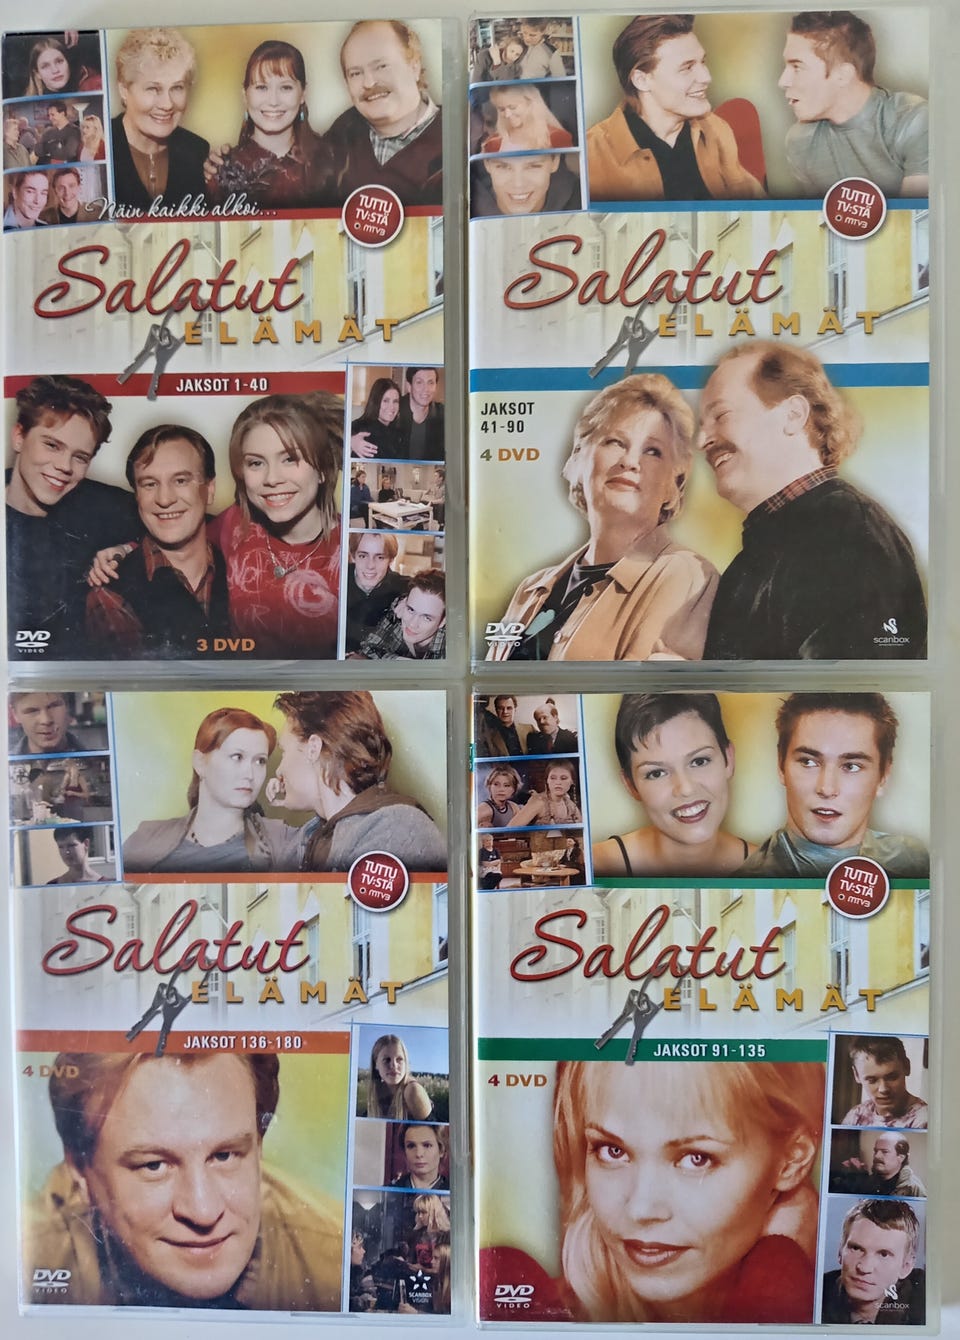 Näin kaikki alkoi...
TUTTU
TV:STÄ
MTV3
Salatut
ELÄMÄT
JAKSOT 1-40
DVD
VIDEO
3 DVD
TUTTU
TV:STÄ
MTV3
Salatut
ELÄMÄT
JAKSOT
41-90
4 DVD
DVD
VIDEO
scanbox
TUTTU
TV:STÄ
MTV3
Salatut
ELÄMÄT
JAKSOT 136-180
4 DVD
DVD
VIDEO
SCANBOX
VISION
TUTTU
TV:STÄ
MTV3
Salatut
ELÄMÄT
JAKSOT 91-135
4 DVD
DVD
VIDEO
scanbox